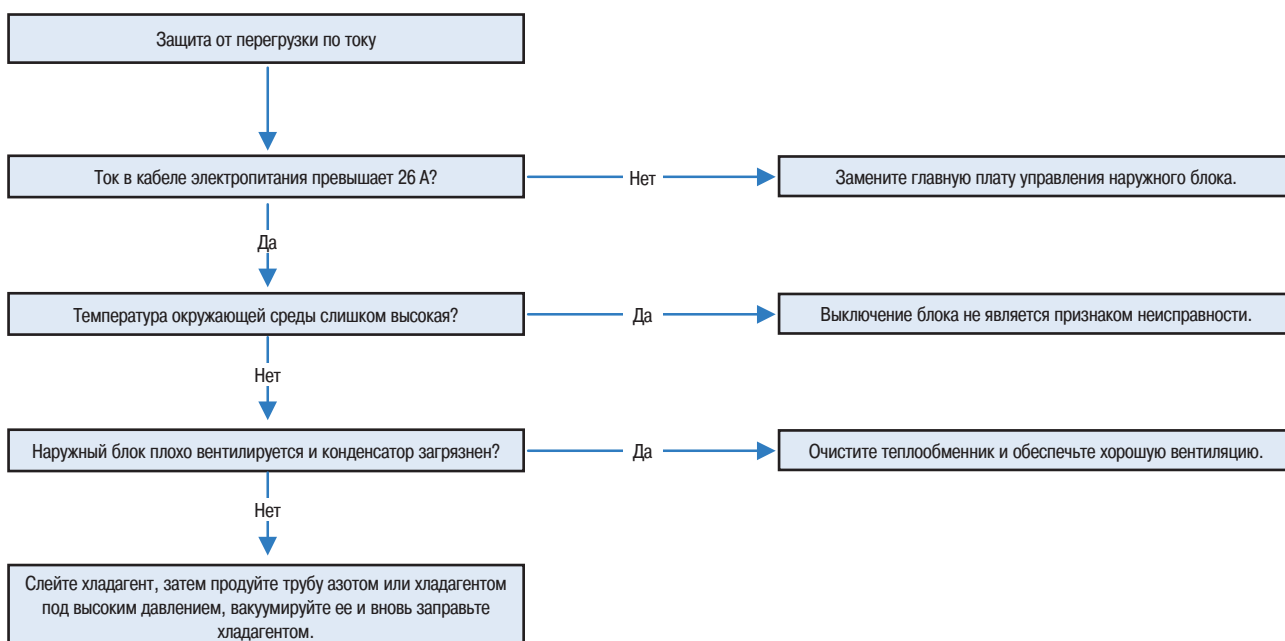 Защита от перегрузки по току
Ток в кабеле электропитания превышает 26 А?
Нет
Замените главную плату управления наружного блока.
Да
Температура окружающей среды слишком высокая?
Да
Выключение блока не является признаком неисправности.
Нет
Наружный блок плохо вентилируется и конденсатор загрязнен?
Да
Очистите теплообменник и обеспечьте хорошую вентиляцию.
Нет
Слейте хладагент, затем продуйте трубу азотом или хладагентом
под высоким давлением, вакуумируйте ее и вновь заправьте
хладагентом.